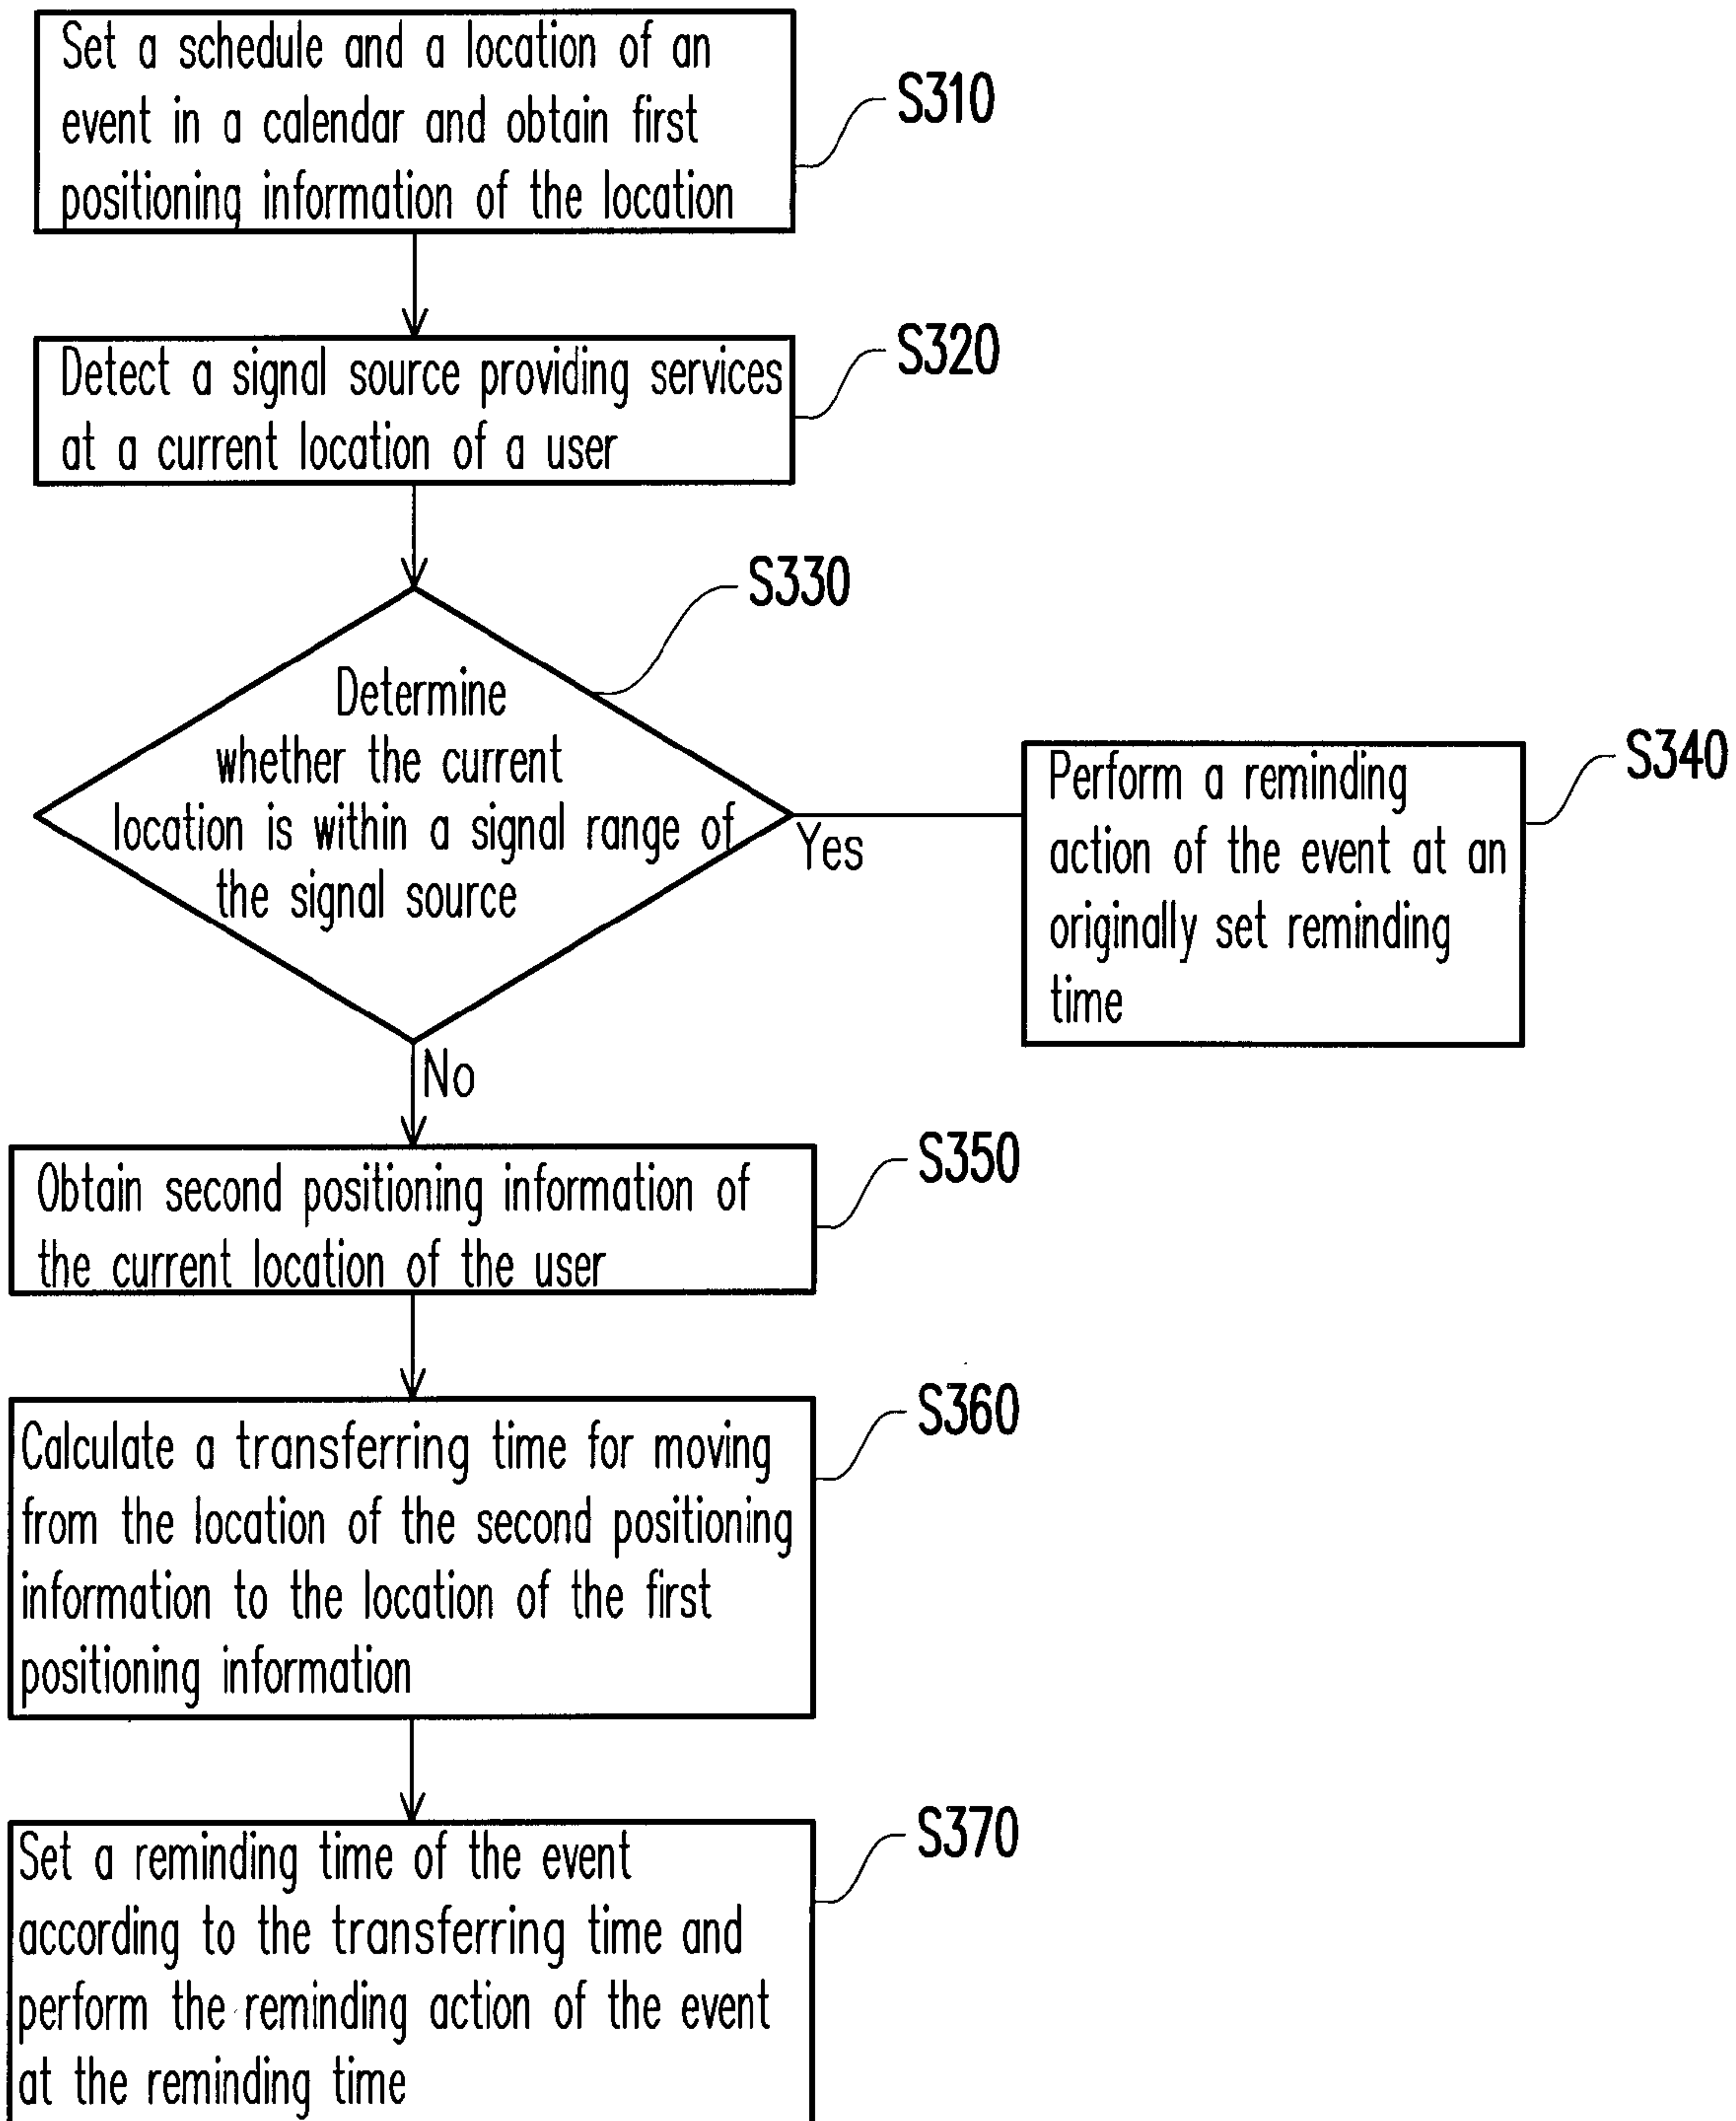 Set a schedule and a location of an
event in a calendar and obtain first
positioning information of the location
S310
Detect a signal source providing services
at a current location of a user
S320
S330
Determine
whether the current
location is within a signal range of
the signal source
Yes
Perform a reminding
action of the event at an
originally set reminding
time
S340
No
Obtain second positioning information of
the current location of the user
S350
Calculate a transferring time for moving
from the location of the second positioning
information to the location of the first
positioning information
S360
Set a reminding time of the event
according to the transferring time and
perform the reminding action of the event
at the reminding time
S370